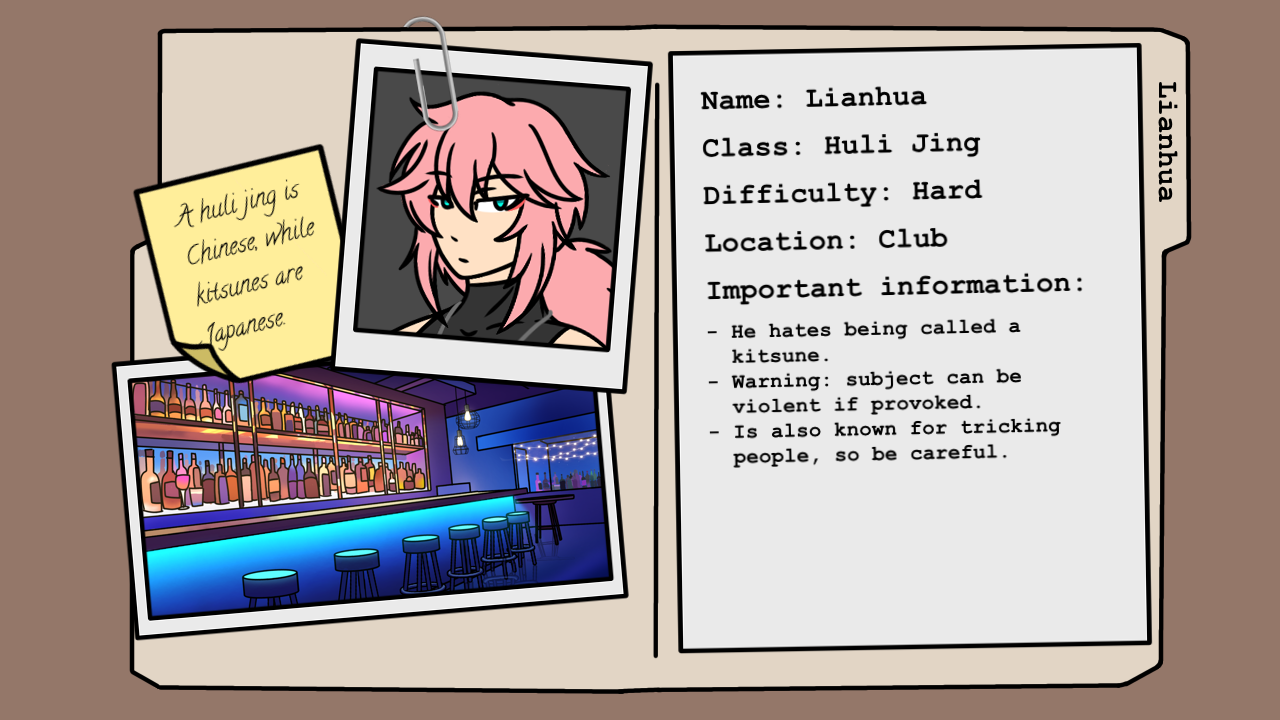 A huli jing is
Chinese, while
kitsunes are
Japanese.
Name: Lianhua
Class: Huli Jing
Difficulty: Hard
Location: Club
Important information:
- He hates being called a
kitsune.
- Warning: subject can be
violent if provoked.
- Is also known for tricking
people, so be careful.
Lianhua